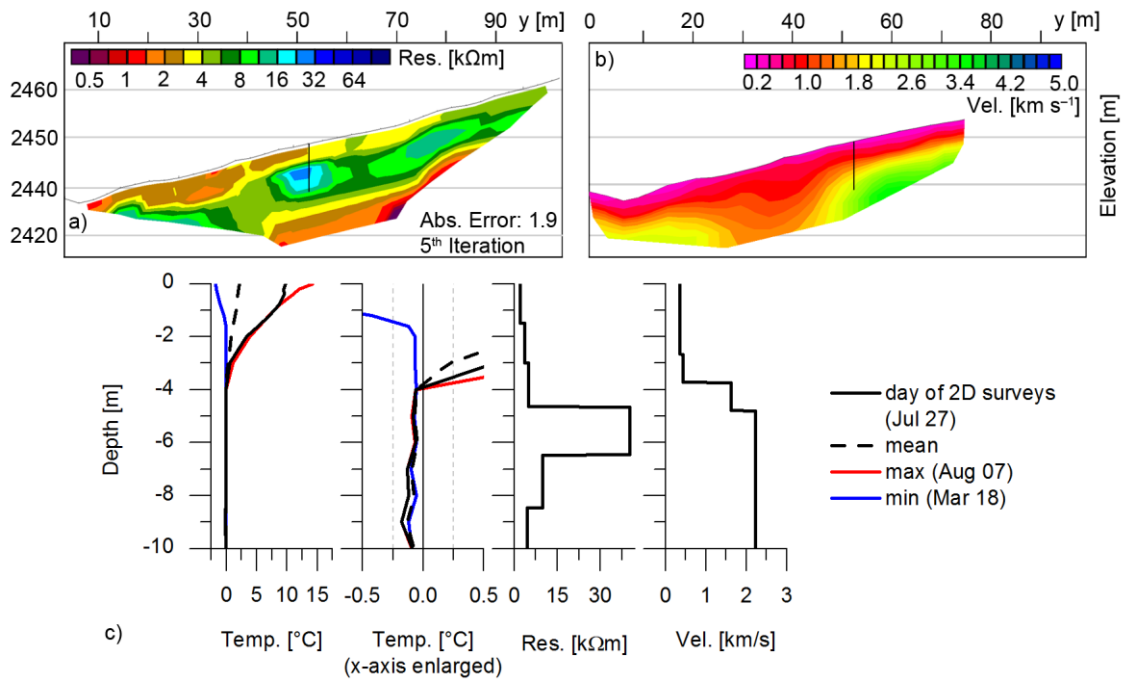 10 30 50 70 90 y [m]
0 20 40 60 80 y [m]
Res. [kΩm]
0.5 1 2 4 8 16 32 64
b)
0.2 1.0 1.8 2.6 3.4 4.2 5.0
Vel. [km s⁻¹]
2460
2450
2440
2420
a)
Abs. Error: 1.9
5th Iteration
Elevation [m]
0
-2
-4
-6
-8
-10
Depth [m]
0 5 10 15
Temp. [°C]
-0.5 0.0 0.5
Temp. [°C]
(x-axis enlarged)
0 30
Res. [kΩm]
0 1 2 3
Vel. [km/s]
c)
day of 2D surveys
(Jul 27)
mean
max (Aug 07)
min (Mar 18)